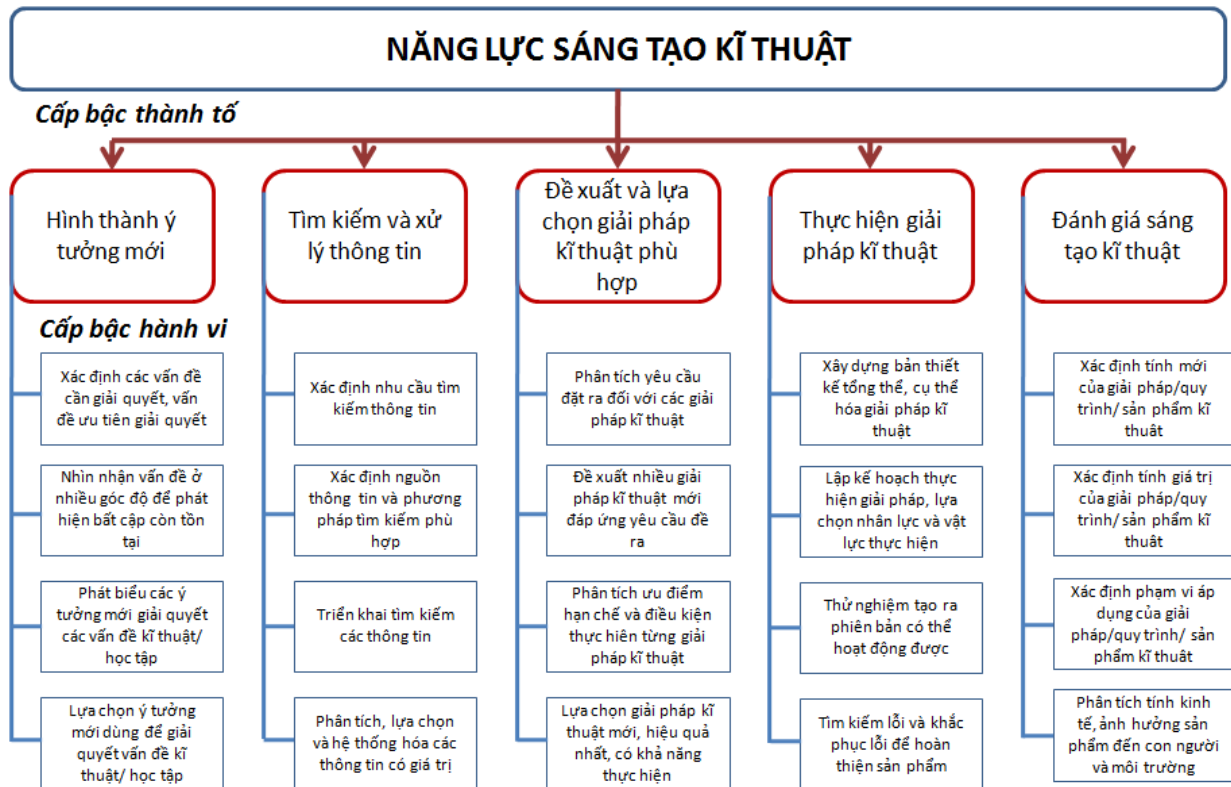 NĂNG LỰC SÁNG TẠO KĨ THUẬT
Cấp bậc thành tố
Hình thành ý
tưởng mới
Tìm kiếm và xử
lý thông tin
Đề xuất và lựa
chọn giải pháp
kĩ thuật phù
hợp
Thực hiện giải
pháp kĩ thuật
Đánh giá sáng
tạo kĩ thuật
Cấp bậc hành vi
Xác định các vấn đề
cần giải quyết, vấn
đề ưu tiên giải quyết
Nhìn nhận vấn đề ở
nhiều góc độ để phát
hiện bất cập còn tồn
tại
Phát biểu các ý
tưởng mới giải quyết
các vấn đề kĩ thuật/
học tập
Lựa chọn ý tưởng
mới dùng để giải
quyết vấn đề kĩ
thuật/ học tập
Xác định nhu cầu tìm
kiếm thông tin
Xác định nguồn
thông tin và phương
pháp tìm kiếm phù
hợp
Triển khai tìm kiếm
các thông tin
Phân tích, lựa chọn
và hệ thống hóa các
thông tin có giá trị
Phân tích yêu cầu
đặt ra đối với các giải
pháp kĩ thuật
Đề xuất nhiều giải
pháp kĩ thuật mới
đáp ứng yêu cầu đề
ra
Phân tích ưu điểm
hạn chế và điều kiện
thực hiên từng giải
pháp kĩ thuật
Lựa chọn giải pháp kĩ
thuật mới, hiệu quả
nhất, có khả năng
thực hiện
Xây dựng bản thiết
kế tổng thể, cụ thể
hóa giải pháp kĩ
thuật
Lập kế hoạch thực
hiện giải pháp, lựa
chọn nhân lực và vật
lực thực hiện
Thử nghiệm tạo ra
phiên bản có thể
hoạt động được
Tìm kiếm lỗi và khắc
phục lỗi để hoàn
thiện sản phẩm
Xác định tính mới
của giải pháp/quy
trình/ sản phẩm kĩ
thuât
Xác định tính giá trị
của giải pháp/quy
trình/ sản phẩm kĩ
thuât
Xác định phạm vi áp
dụng của giải
pháp/quy trình/ sản
phẩm kĩ thuât
Phân tích tính kinh
tế, ảnh hưởng sản
phẩm đến con người
và môi trường